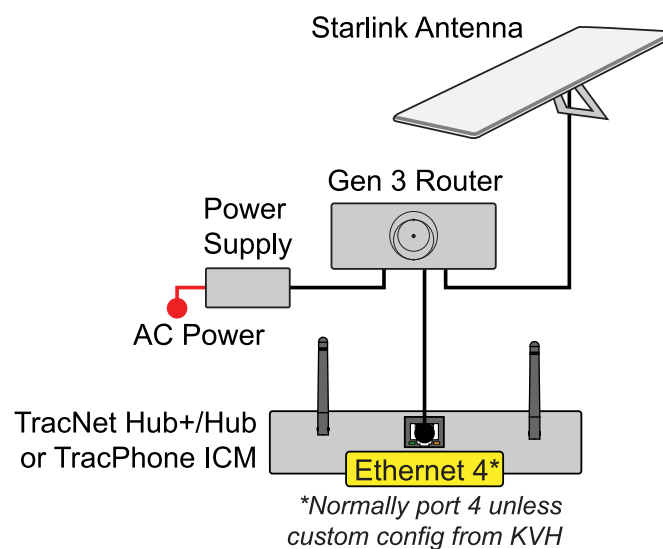 Starlink Antenna
Gen 3 Router
Power
Supply
AC Power
TracNet Hub+/Hub
or TracPhone ICM
Ethernet 4*
*Normally port 4 unless
custom config from KVH